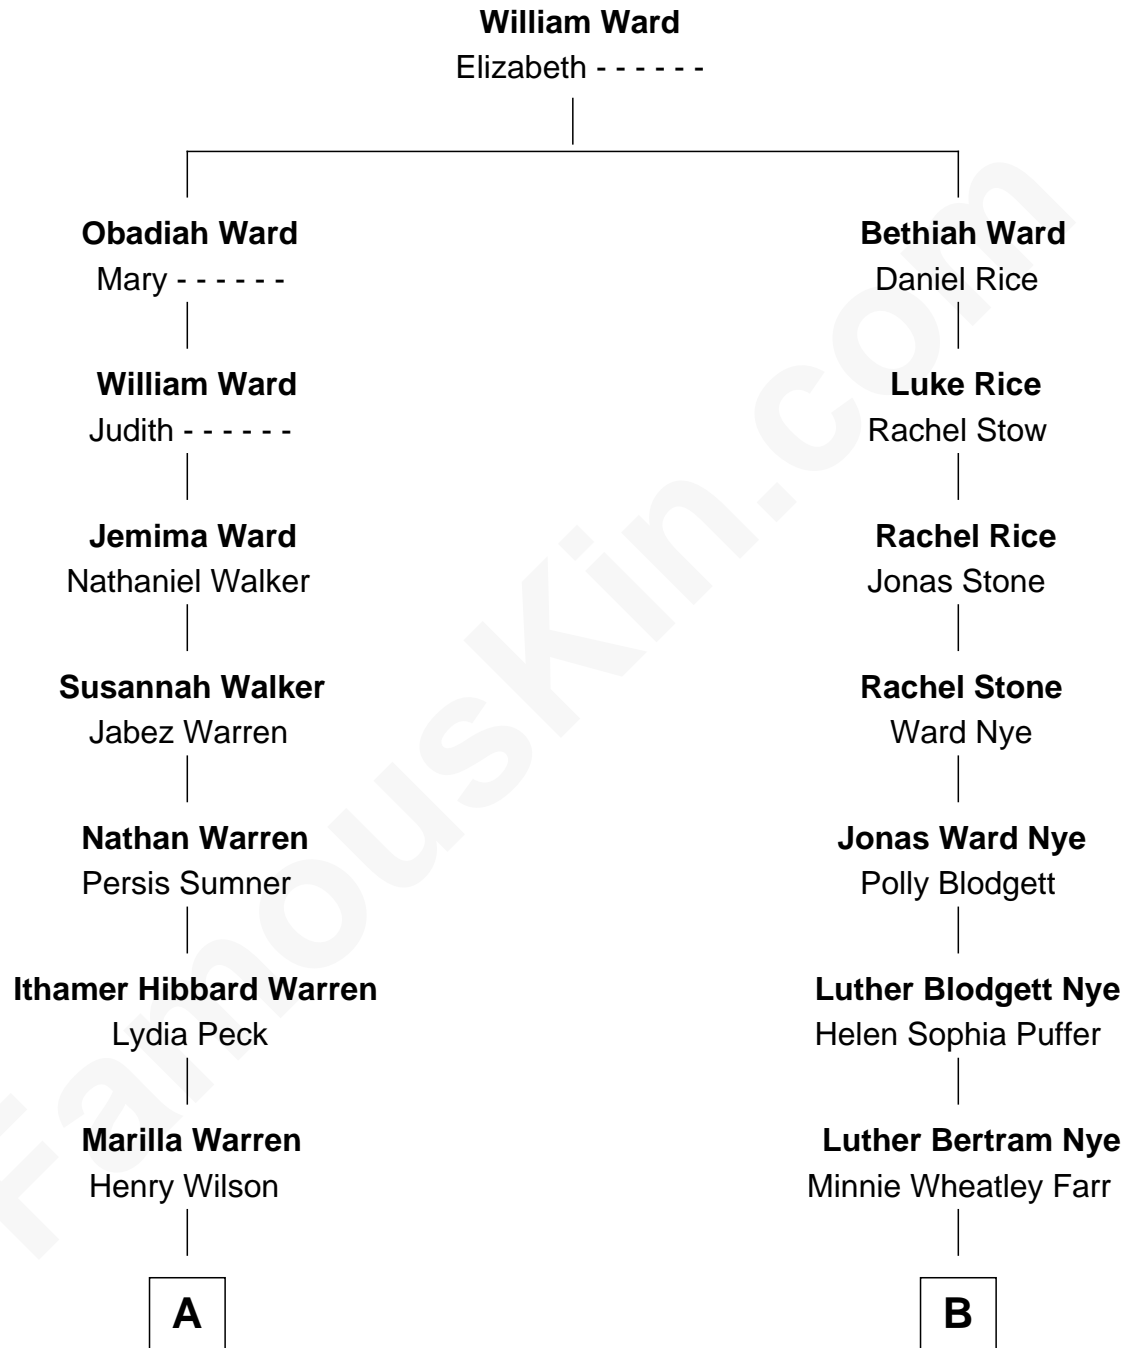 William Ward
Elizabeth - - - - - -
Obadiah Ward
Mary - - - - - -
William Ward
Judith - - - - - -
Jemima Ward
Nathaniel Walker
Susannah Walker
Jabez Warren
Nathan Warren
Persis Sumner
Ithamer Hibbard Warren
Lydia Peck
Marilla Warren
Henry Wilson
A
Bethiah Ward
Daniel Rice
Luke Rice
Rachel Stow
Rachel Rice
Jonas Stone
Rachel Stone
Ward Nye
Jonas Ward Nye
Polly Blodgett
Luther Blodgett Nye
Helen Sophia Puffer
Luther Bertram Nye
Minnie Wheatley Farr
B
FamousKin.com